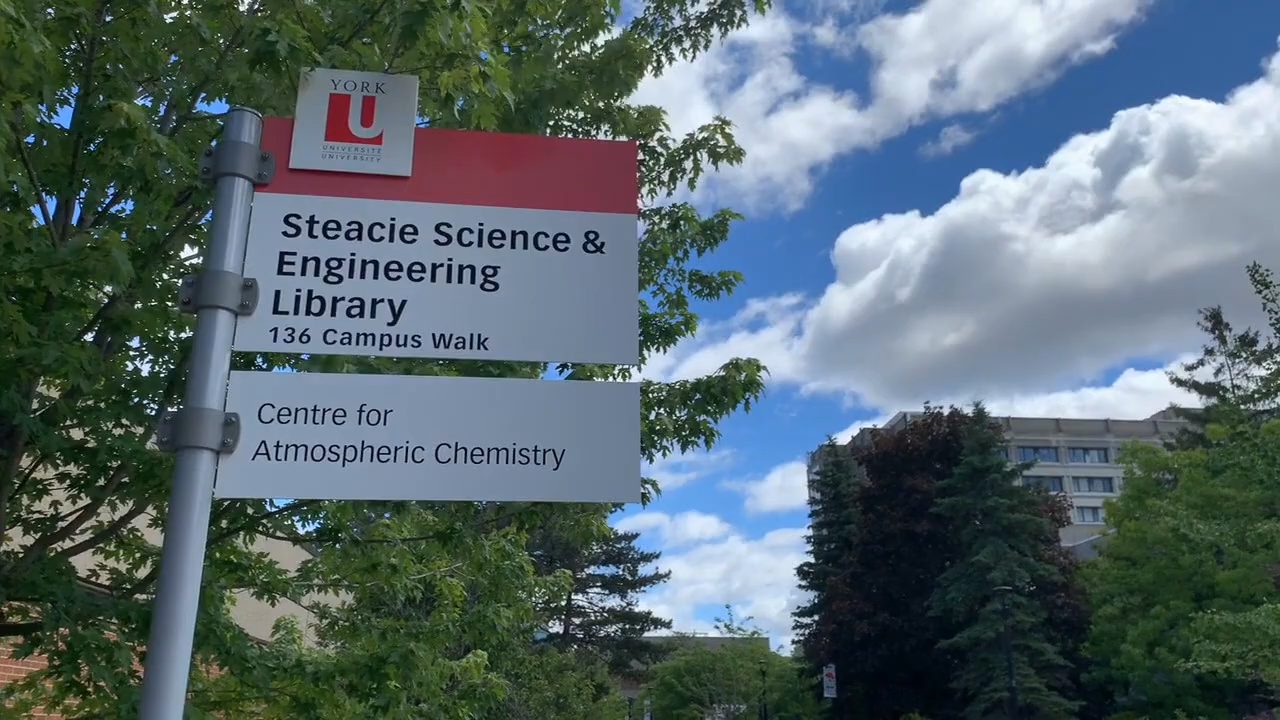 YORK
U
UNIVERSITÉ
UNIVERSITY
Steacie Science &
Engineering
Library
136 Campus Walk
Centre for
Atmospheric Chemistry